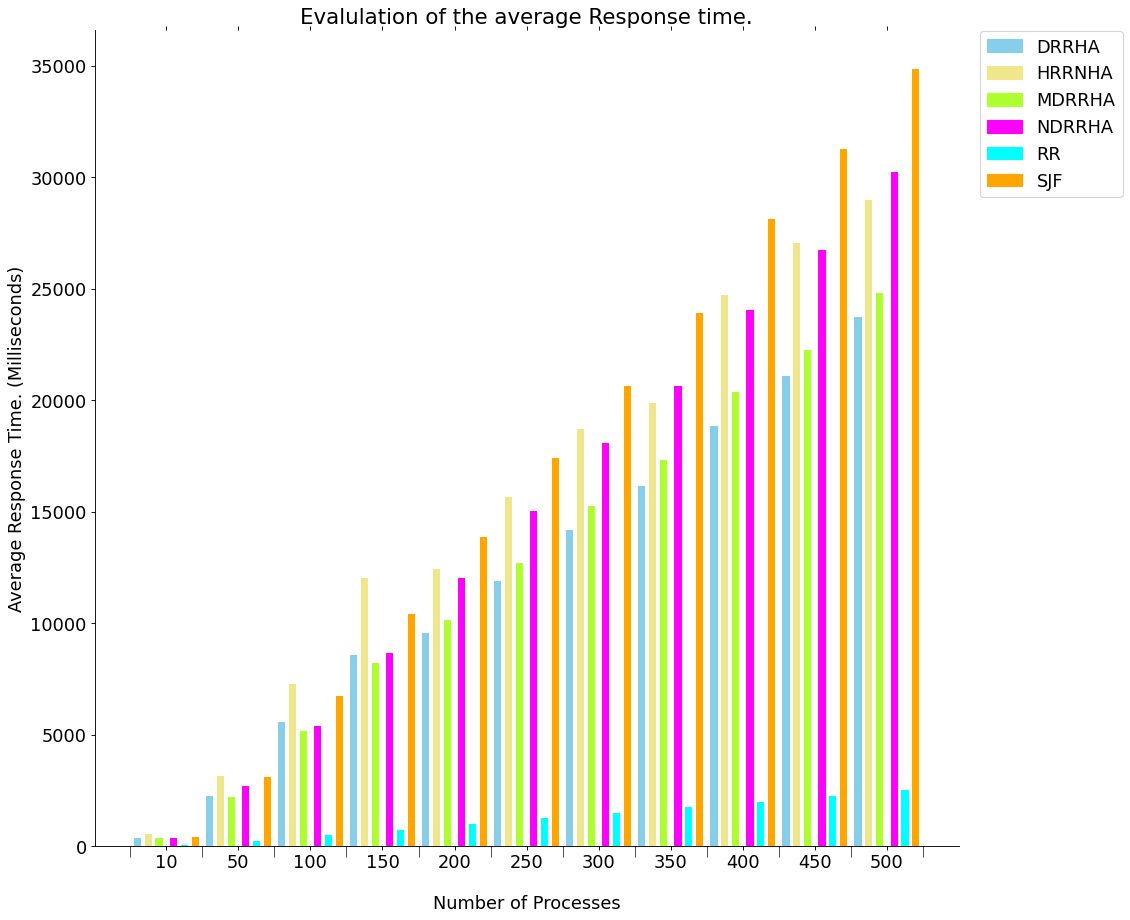 Evalulation of the average Response time.
DRRHA
HRRNHA
MDRRHA
NDRRHA
RR
SJF
Average Response Time. (Milliseconds)
35000
30000
25000
20000
15000
10000
5000
0
10 50 100 150 200 250 300 350 400 450 500
Number of Processes